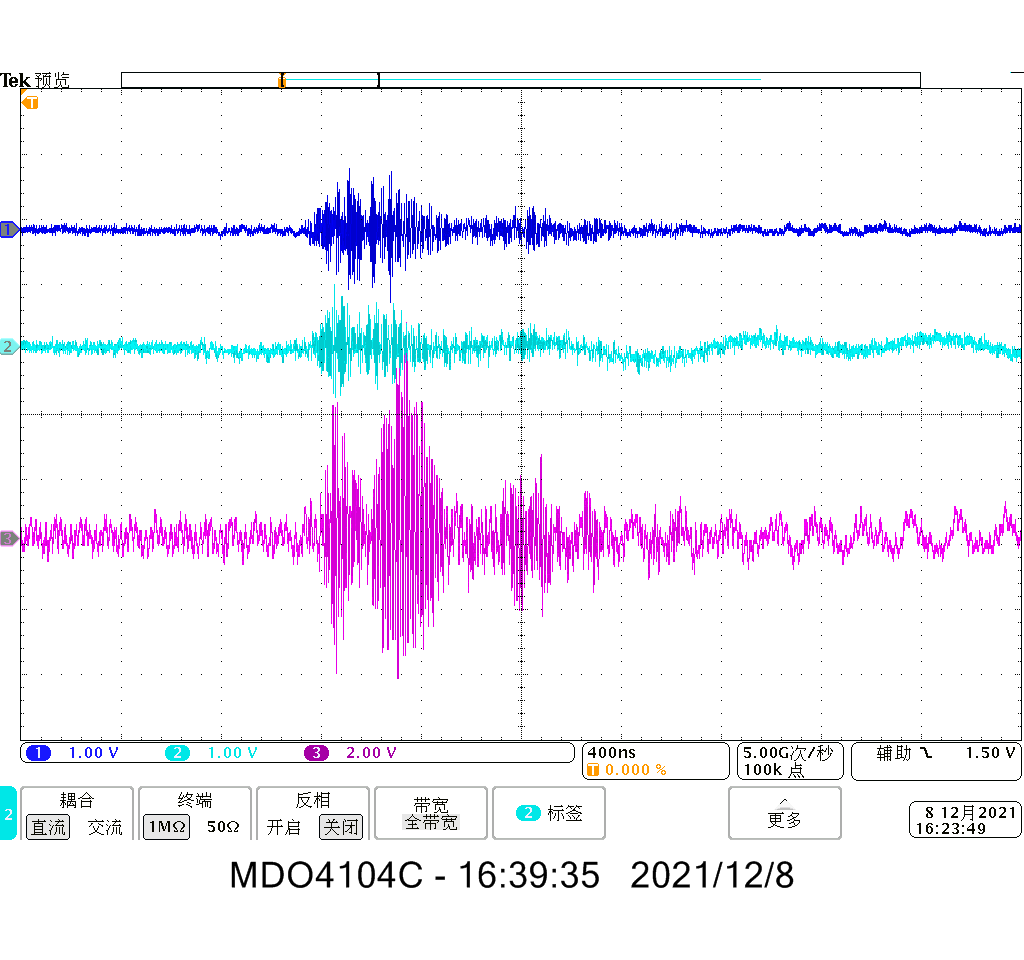 Tek 预览
T
1
2
3
1 1.00 V 2 1.00 V 3 2.00 V
400ns
T 0.000 %
5.00G次/秒
100k 点
辅助 1.50 V
2
耦合
直流 交流
终端
1MΩ 50Ω
反相
开启 关闭
带宽
全带宽
2 标签
更多
8 12月2021
16:23:49
MDO4104C - 16:39:35 2021/12/8